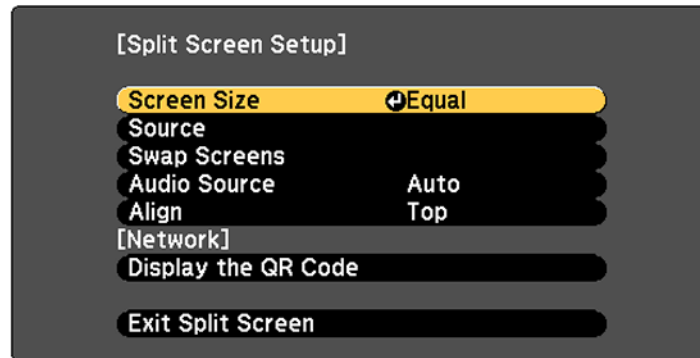 [Split Screen Setup]
Screen Size Equal
Source
Swap Screens
Audio Source Auto
Align Top
[Network]
Display the QR Code
Exit Split Screen